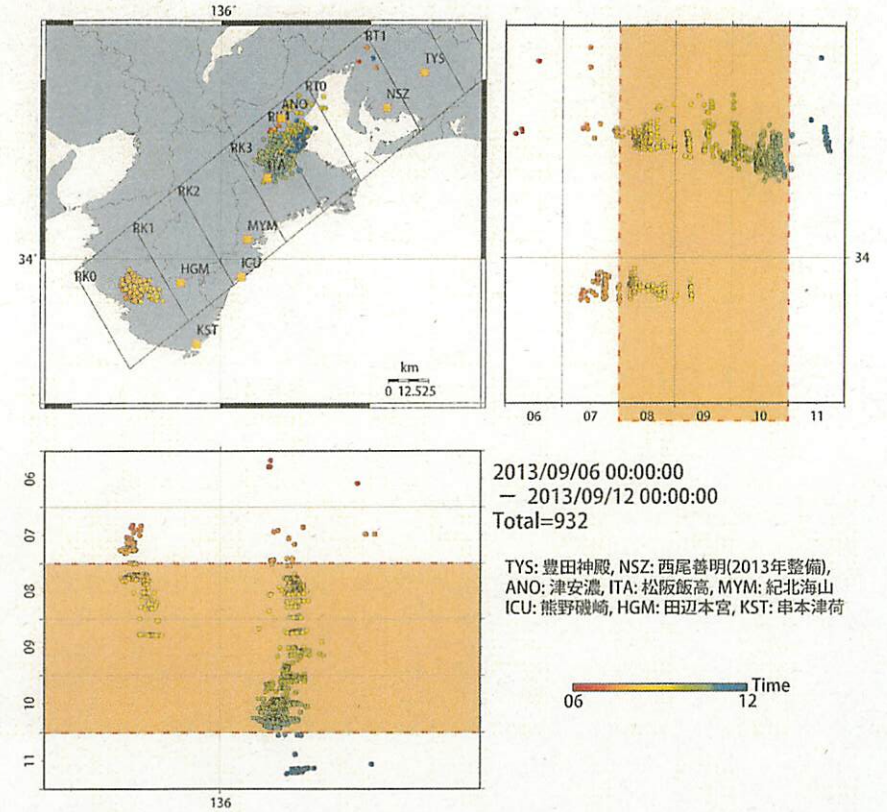 136°
RT1
TYS
RT0
NSZ
ANO
RK3
ITA
RK2
MYM
RK1
34°
HGM
ICU
RK0
KST
km
0 12.525
34
06 07 08 09 10 11
06
07
08
09
10
11
136
2013/09/06 00:00:00
— 2013/09/12 00:00:00
Total=932
TYS: 豊田神殿, NSZ: 西尾善明(2013年整備),
ANO: 津安濃, ITA: 松阪飯高, MYM: 紀北海山
ICU: 熊野磯崎, HGM: 田辺本宮, KST: 串本津荷
Time
06 12